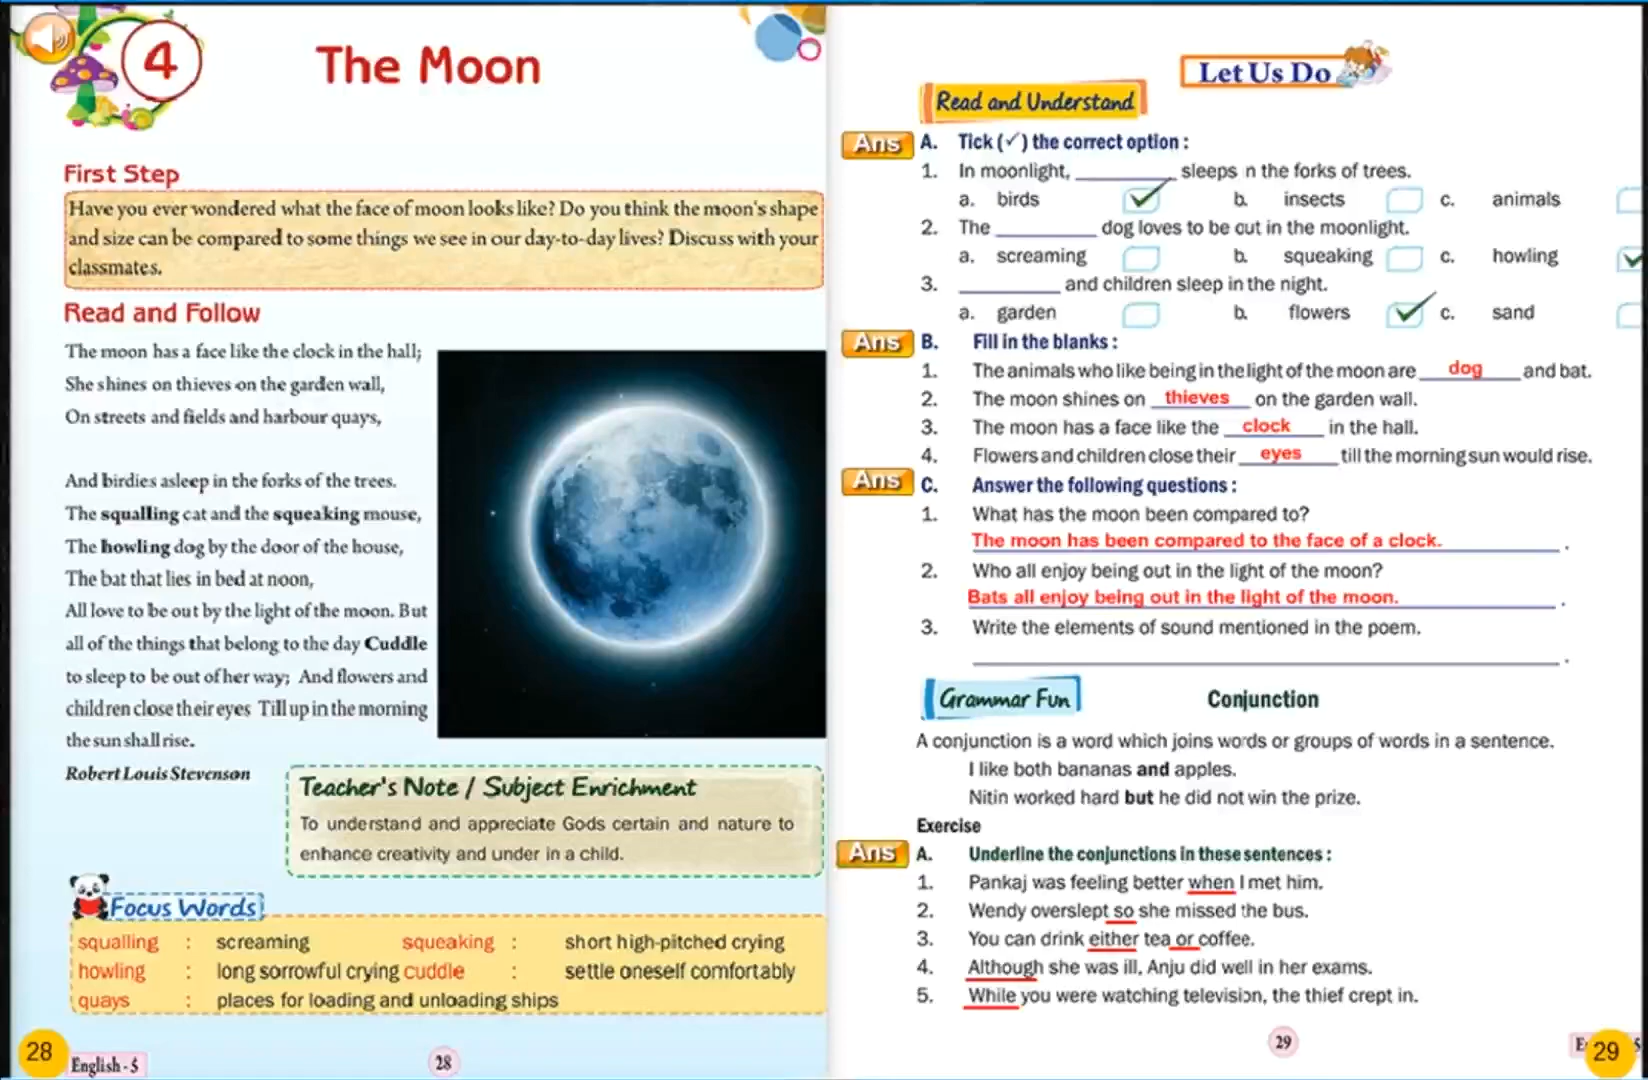 4
The Moon
First Step
Have you ever wondered what the face of moon looks like? Do you think the moon's shape
and size can be compared to some things we see in our day-to-day lives? Discuss with your
classmates.
Read and Follow
The moon has a face like the clock in the hall;
She shines on thieves on the garden wall,
On streets and fields and harbour quays,
And birdies asleep in the forks of the trees.
The squalling cat and the squeaking mouse,
The howling dog by the door of the house,
The bat that lies in bed at noon,
All love to be out by the light of the moon. But
all of the things that belong to the day Cuddle
to sleep to be out of her way; And flowers and
children close their eyes Till up in the morning
the sun shall rise.
Robert Louis Stevenson
Teacher's Note / Subject Enrichment
To understand and appreciate Gods certain and nature to
enhance creativity and under in a child.
Focus Words
squalling : screaming squeaking : short high-pitched crying
howling : long sorrowful crying cuddle : settle oneself comfortably
quays : places for loading and unloading ships
28 English - 5 28
Let Us Do
Read and Understand
Ans A. Tick (✓) the correct option :
1. In moonlight, __________ sleeps n the forks of trees.
a. birds ✓ b. insects c. animals
2. The __________ dog loves to be out in the moonlight.
a. screaming b. squeaking c. howling ✓
3. __________ and children sleep in the night.
a. garden b. flowers ✓ c. sand
Ans B. Fill in the blanks :
1. The animals who like being in the light of the moon are dog and bat.
2. The moon shines on thieves on the garden wall.
3. The moon has a face like the clock in the hall.
4. Flowers and children close their eyes till the morning sun would rise.
Ans C. Answer the following questions :
1. What has the moon been compared to?
The moon has been compared to the face of a clock. .
2. Who all enjoy being out in the light of the moon?
Bats all enjoy being out in the light of the moon. .
3. Write the elements of sound mentioned in the poem.
__________ .
Grammar Fun Conjunction
A conjunction is a word which joins words or groups of words in a sentence.
I like both bananas and apples.
Nitin worked hard but he did not win the prize.
Exercise
Ans A. Underline the conjunctions in these sentences :
1. Pankaj was feeling better when I met him.
2. Wendy overslept so she missed the bus.
3. You can drink either tea or coffee.
4. Although she was ill, Anju did well in her exams.
5. While you were watching television, the thief crept in.
29 E 29 5